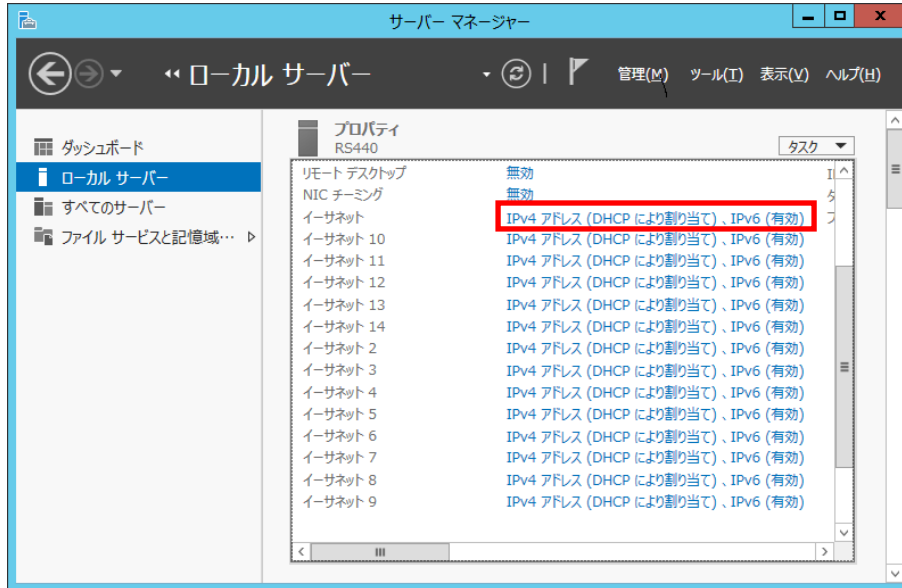 サーバー マネージャー
ローカル サーバー
管理(M) ツール(T) 表示(V) ヘルプ(H)
ダッシュボード
ローカル サーバー
すべてのサーバー
ファイル サービスと記憶域…
プロパティ
RS440
タスク
リモート デスクトップ 無効
NIC チーミング 無効
イーサネット IPv4 アドレス (DHCP により割り当て)、IPv6 (有効)
イーサネット 10 IPv4 アドレス (DHCP により割り当て)、IPv6 (有効)
イーサネット 11 IPv4 アドレス (DHCP により割り当て)、IPv6 (有効)
イーサネット 12 IPv4 アドレス (DHCP により割り当て)、IPv6 (有効)
イーサネット 13 IPv4 アドレス (DHCP により割り当て)、IPv6 (有効)
イーサネット 14 IPv4 アドレス (DHCP により割り当て)、IPv6 (有効)
イーサネット 2 IPv4 アドレス (DHCP により割り当て)、IPv6 (有効)
イーサネット 3 IPv4 アドレス (DHCP により割り当て)、IPv6 (有効)
イーサネット 4 IPv4 アドレス (DHCP により割り当て)、IPv6 (有効)
イーサネット 5 IPv4 アドレス (DHCP により割り当て)、IPv6 (有効)
イーサネット 6 IPv4 アドレス (DHCP により割り当て)、IPv6 (有効)
イーサネット 7 IPv4 アドレス (DHCP により割り当て)、IPv6 (有効)
イーサネット 8 IPv4 アドレス (DHCP により割り当て)、IPv6 (有効)
イーサネット 9 IPv4 アドレス (DHCP により割り当て)、IPv6 (有効)